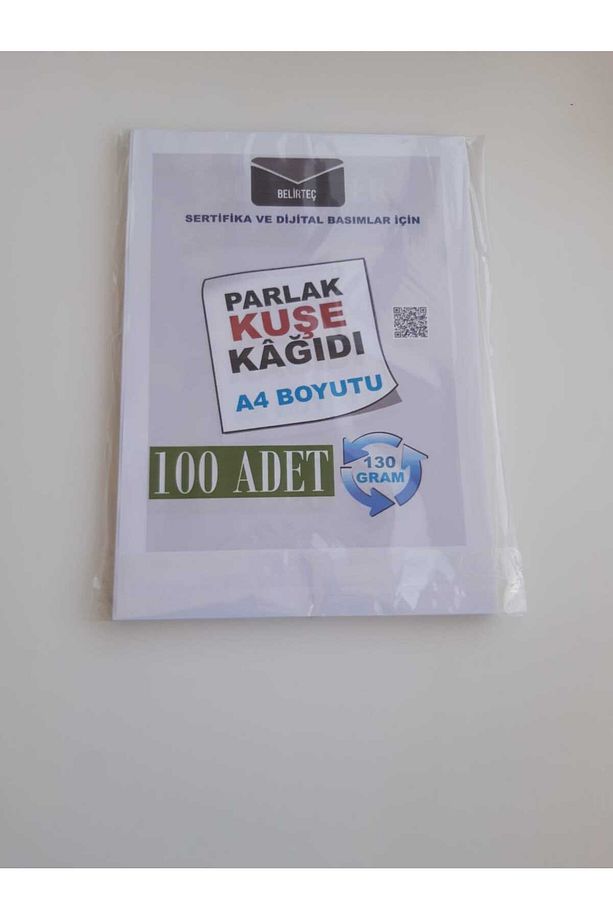 BELİRTEÇ
SERTİFİKA VE DİJİTAL BASIMLAR İÇİN
PARLAK
KUŞE
KÂĞIDI
A4 BOYUTU
100 ADET
130
GRAM